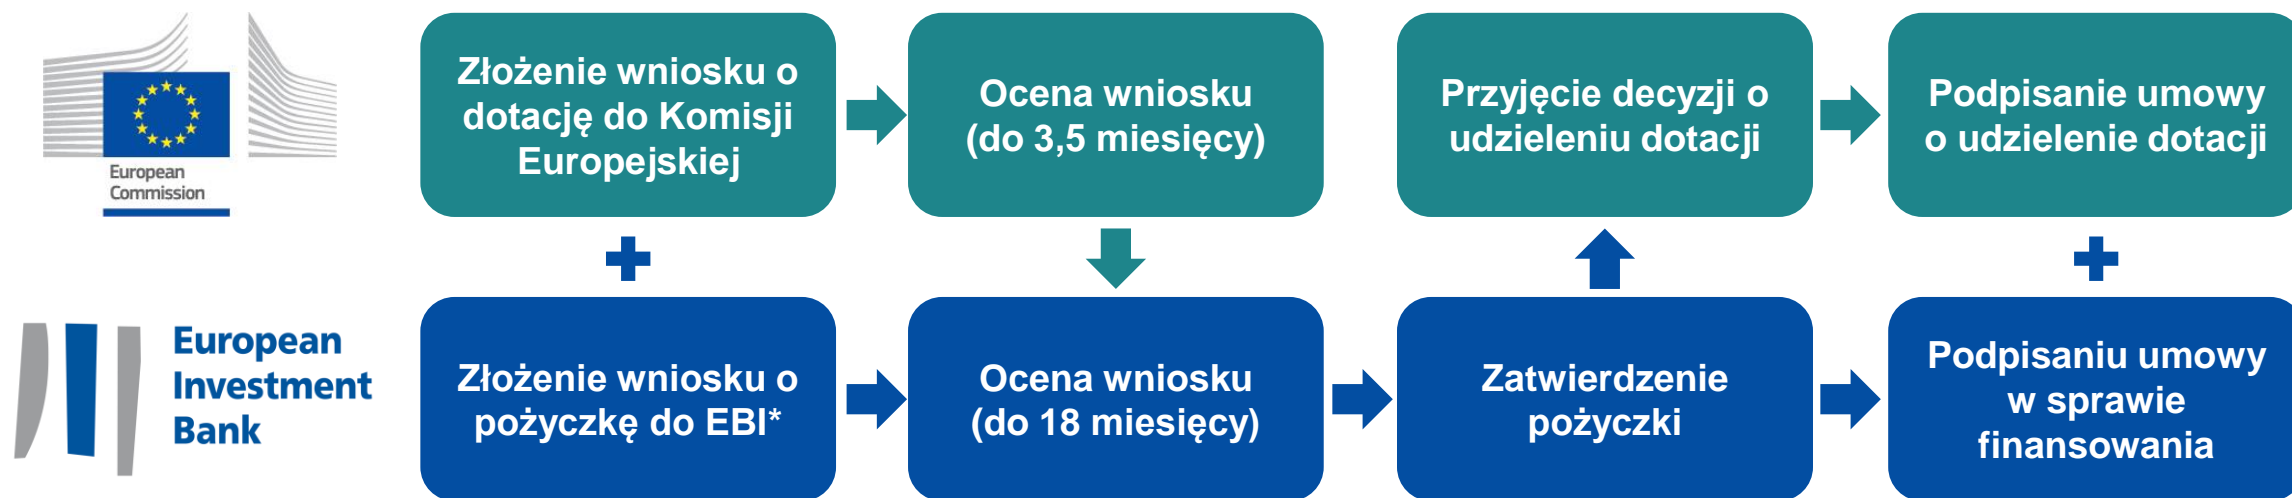 European
Commission
Złożenie wniosku o
dotację do Komisji
Europejskiej
Ocena wniosku
(do 3,5 miesięcy)
Przyjęcie decyzji o
udzieleniu dotacji
Podpisanie umowy
o udzielenie dotacji
European
Investment
Bank
Złożenie wniosku o
pożyczkę do EBI*
Ocena wniosku
(do 18 miesięcy)
Zatwierdzenie
pożyczki
Podpisaniu umowy
w sprawie
finansowania